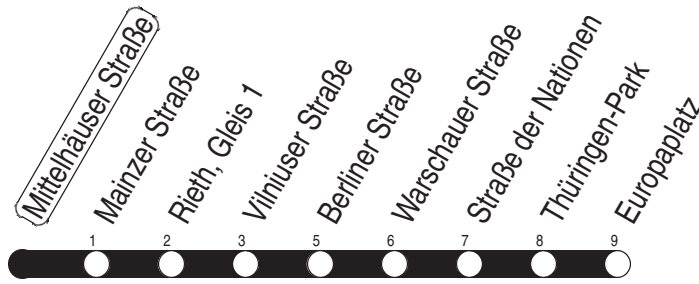 Mittelhäuser Straße
Mainzer Straße
Rieth, Gleis 1
Vilniuser Straße
Berliner Straße
Warschauer Straße
Straße der Nationen
Thüringen-Park
Europaplatz
1 2 3 5 6 7 8 9